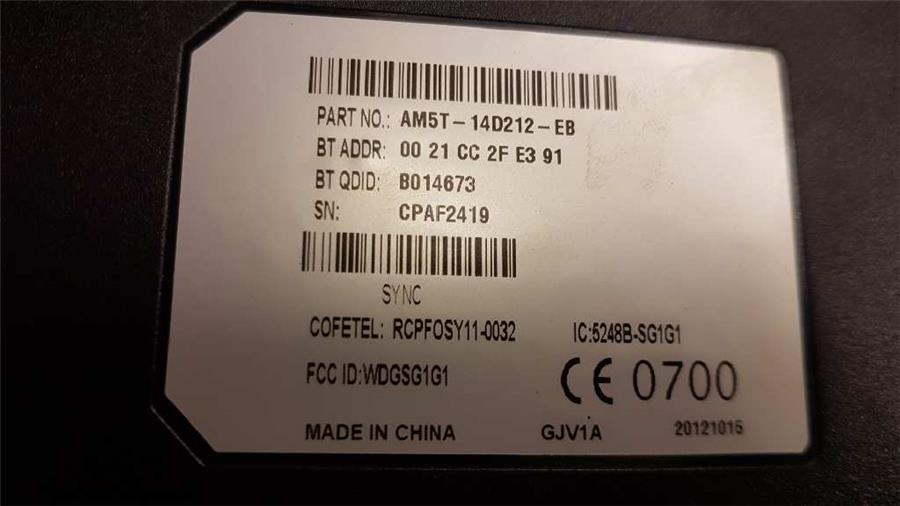 PART NO.: AM5T-14D212-EB
BT ADDR: 00 21 CC 2F E3 91
BT QDID: B014673
SN: CPAF2419
SYNC
COFETEL: RCPFOSY11-0032 IC:5248B-SG1G1
FCC ID:WDGSG1G1 CE 0700
MADE IN CHINA GJV1A 20121015